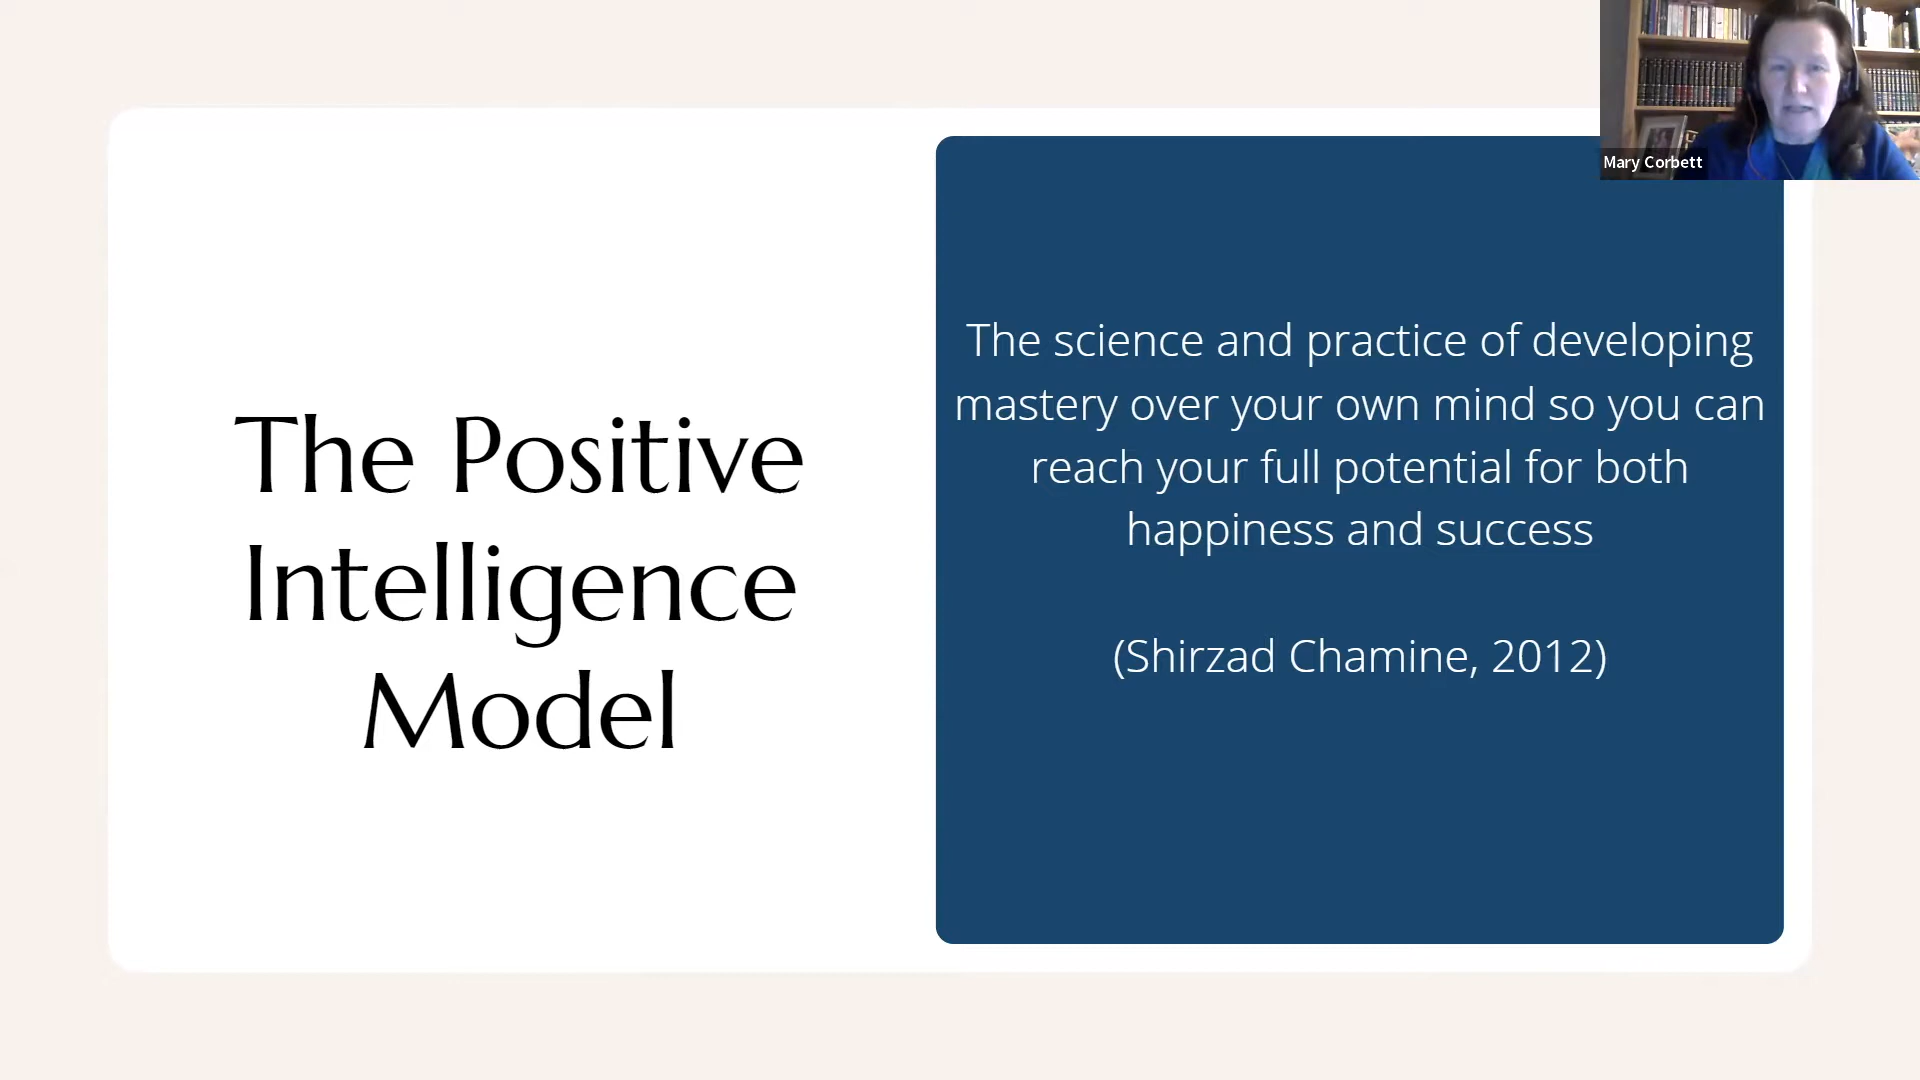 The Positive
Intelligence
Model
The science and practice of developing
mastery over your own mind so you can
reach your full potential for both
happiness and success
(Shirzad Chamine, 2012)
Mary Corbett